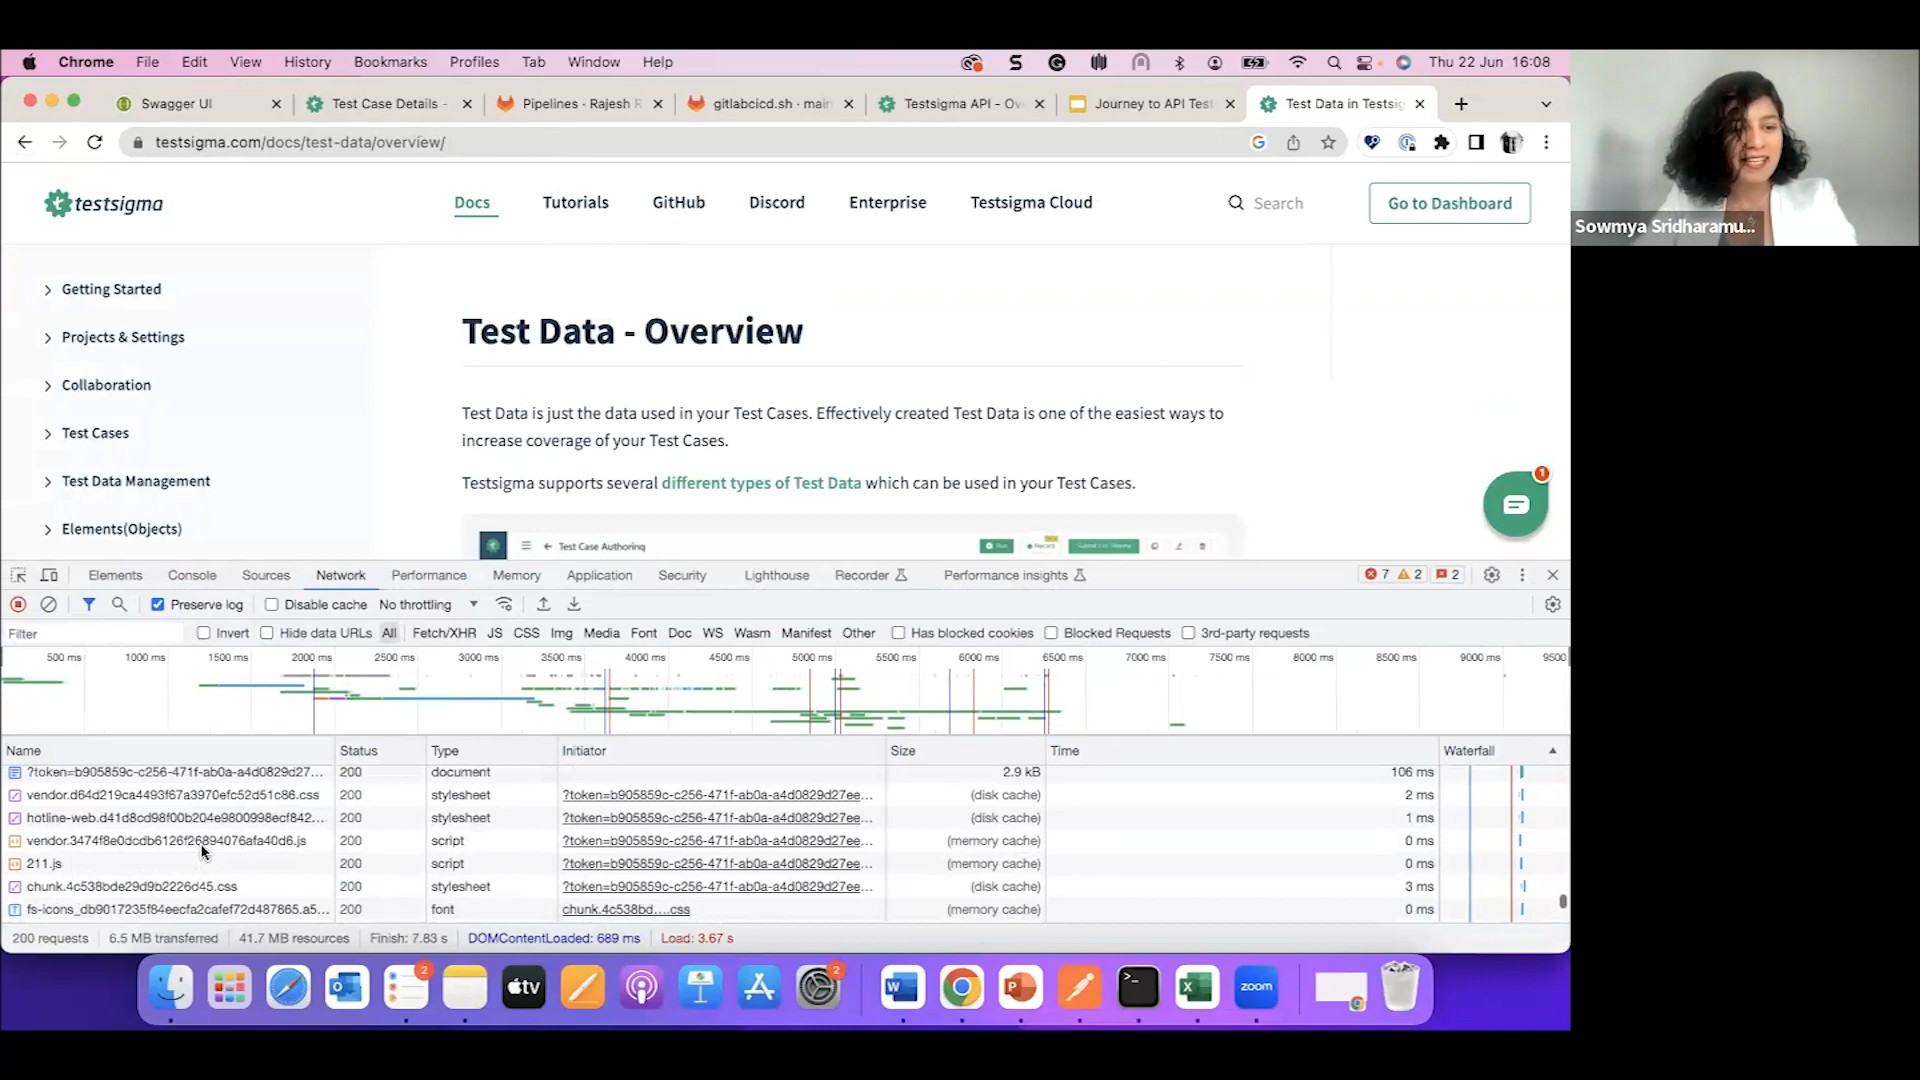 Chrome File Edit View History Bookmarks Profiles Tab Window Help Thu 22 Jun 16:08
Swagger UI Test Case Details - Pipelines · Rajesh R gitlabcicd.sh · main Testsigma API - Ov Journey to API Test Test Data in Testsig
testsigma.com/docs/test-data/overview/
testsigma Docs Tutorials GitHub Discord Enterprise Testsigma Cloud Search Go to Dashboard
Sowmya Sridharamu...
Getting Started
Projects & Settings
Collaboration
Test Cases
Test Data Management
Elements(Objects)
Test Data - Overview
Test Data is just the data used in your Test Cases. Effectively created Test Data is one of the easiest ways to
increase coverage of your Test Cases.
Testsigma supports several different types of Test Data which can be used in your Test Cases.
1
Test Case Authoring Run Record
Elements Console Sources Network Performance Memory Application Security Lighthouse Recorder Performance insights 7 2 2
Preserve log Disable cache No throttling
Filter Invert Hide data URLs All Fetch/XHR JS CSS Img Media Font Doc WS Wasm Manifest Other Has blocked cookies Blocked Requests 3rd-party requests
500 ms 1000 ms 1500 ms 2000 ms 2500 ms 3000 ms 3500 ms 4000 ms 4500 ms 5000 ms 5500 ms 6000 ms 6500 ms 7000 ms 7500 ms 8000 ms 8500 ms 9000 ms 9500
Name Status Type Initiator Size Time Waterfall
?token=b905859c-c256-471f-ab0a-a4d0829d27... 200 document 2.9 kB 106 ms
vendor.d64d219ca4493f67a3970efc52d51c86.css 200 stylesheet ?token=b905859c-c256-471f-ab0a-a4d0829d27ee... (disk cache) 2 ms
hotline-web.d41d8cd98f00b204e9800998ecf842... 200 stylesheet ?token=b905859c-c256-471f-ab0a-a4d0829d27ee... (disk cache) 1 ms
vendor.3474f8e0dcdb6126f26894076afa40d6.js 200 script ?token=b905859c-c256-471f-ab0a-a4d0829d27ee... (memory cache) 0 ms
211.js 200 script ?token=b905859c-c256-471f-ab0a-a4d0829d27ee... (memory cache) 0 ms
chunk.4c538bde29d9b2226d45.css 200 stylesheet ?token=b905859c-c256-471f-ab0a-a4d0829d27ee... (disk cache) 3 ms
fs-icons_db9017235f84eecfa2cafef72d487865.a5... 200 font chunk.4c538bd....css (memory cache) 0 ms
200 requests 6.5 MB transferred 41.7 MB resources Finish: 7.83 s DOMContentLoaded: 689 ms Load: 3.67 s
2 tv 2 W P >_ X zoom